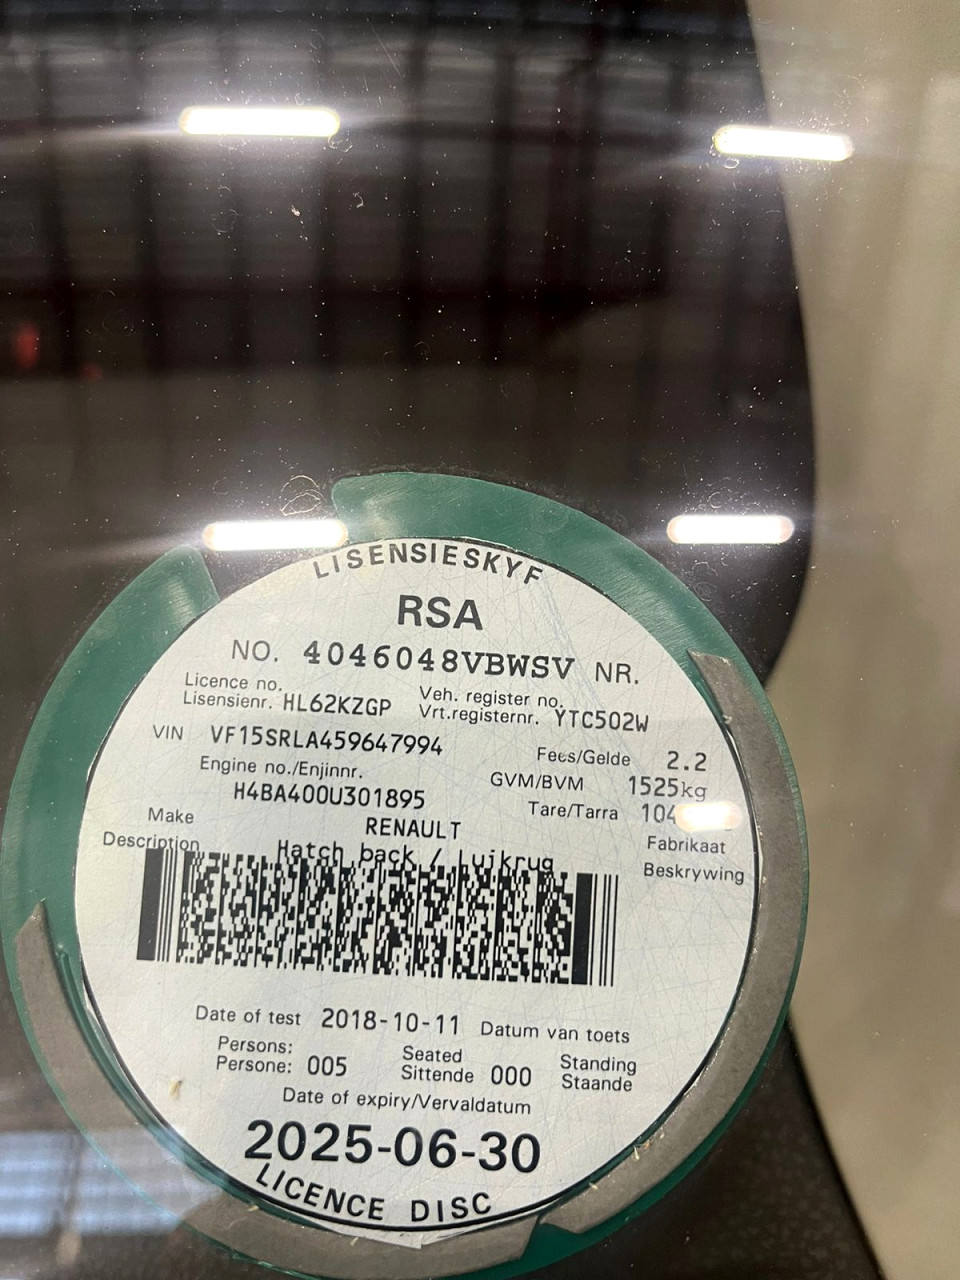 LISENSIESKYF
RSA
NO. 4046048VBWSV NR.
Licence no. Veh. register no.
Lisensienr. HL62KZGP Vrt.registernr. YTC502W
VIN VF15SRLA459647994 Fees/Gelde 2.2
Engine no./Enjinnr. GVM/BVM 1525kg
H4BA400U301895 Tare/Tarra
Make RENAULT Fabrikaat
Description Hatch back / Luikrug Beskrywing
Date of test 2018-10-11 Datum van toets
Persons: Seated Standing
Persone: 005 Sittende 000 Staande
Date of expiry/Vervaldatum
2025-06-30
LICENCE DISC